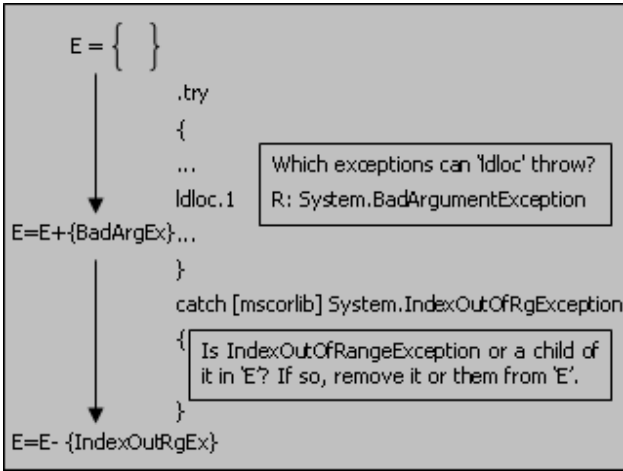 E = { }
.try
{
...
Which exceptions can 'ldloc' throw?
ldloc.1
R: System.BadArgumentException
E=E+{BadArgEx}...
}
catch [mscorlib] System.IndexOutOfRgException
{
Is IndexOutOfRangeException or a child of
it in 'E'? If so, remove it or them from 'E'.
}
E=E- {IndexOutRgEx}